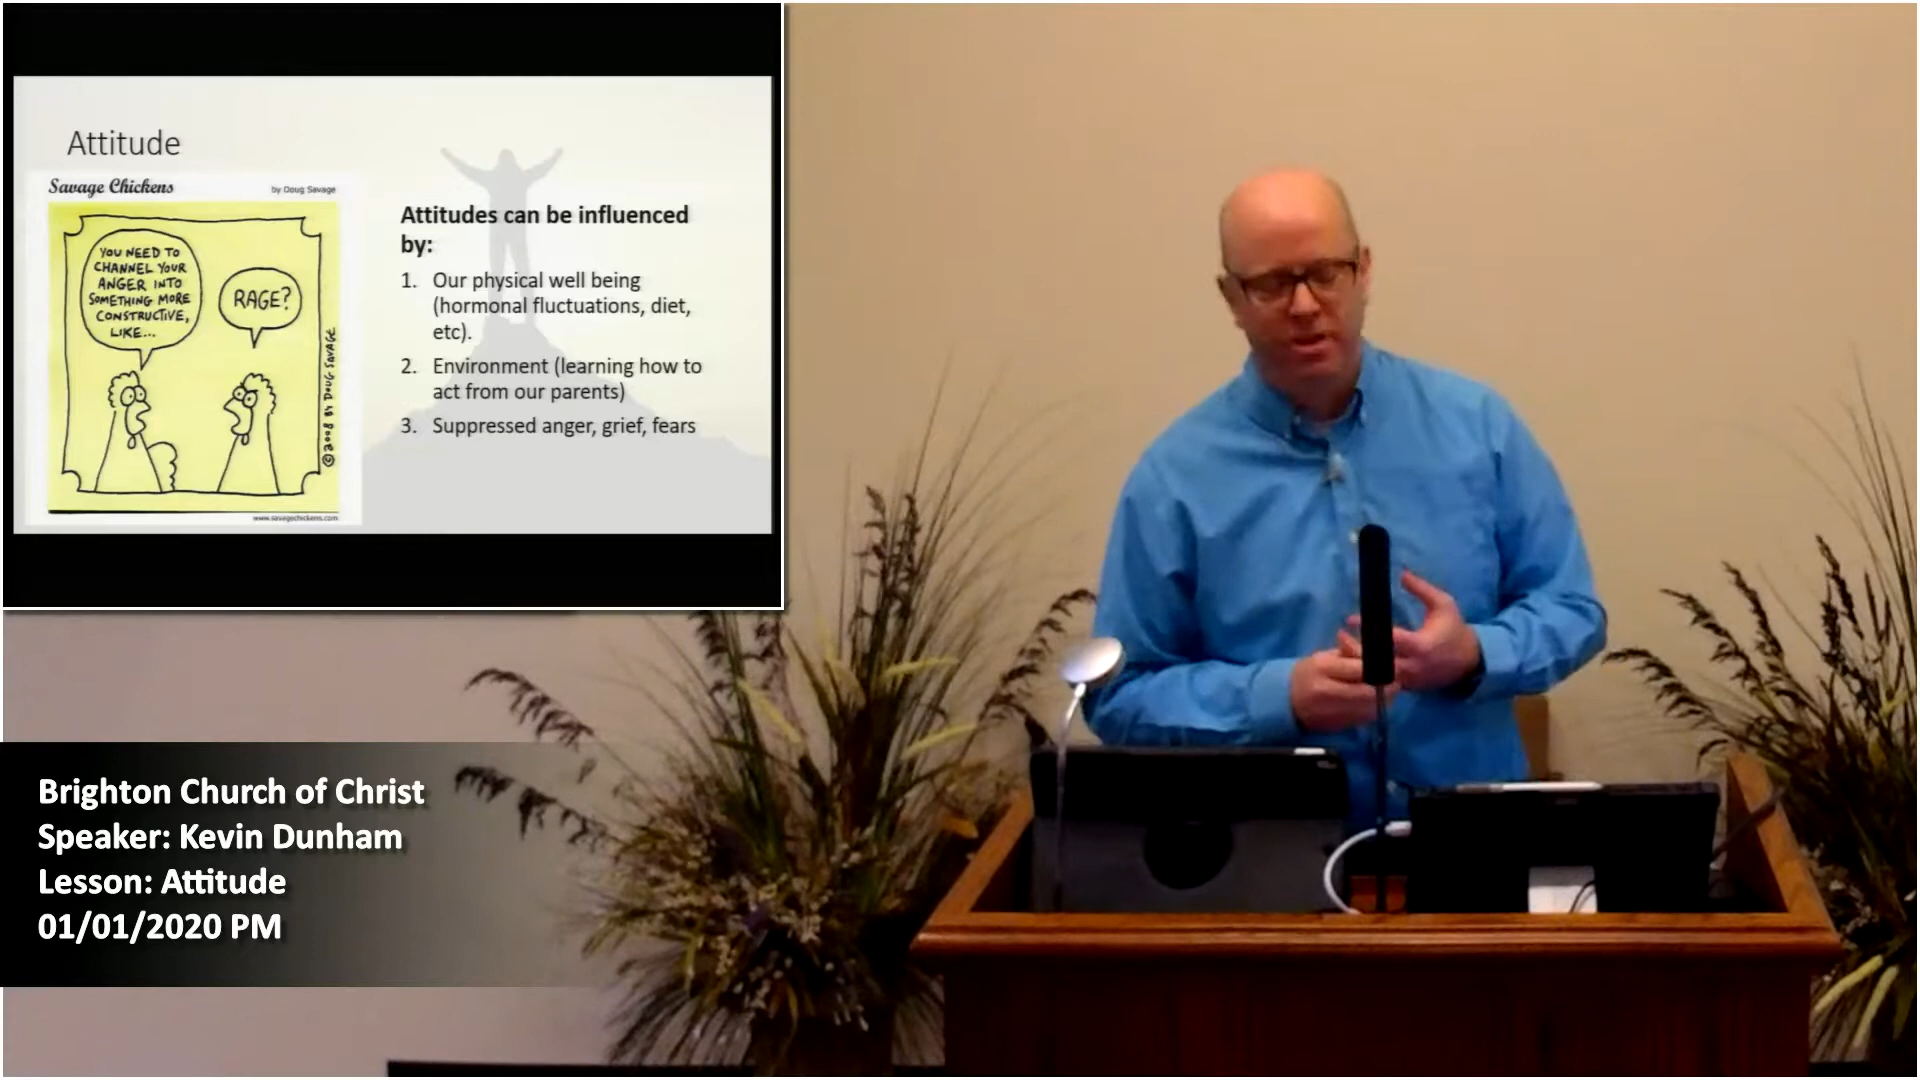 Attitude
Savage Chickens
by Doug Savage
YOU NEED TO
CHANNEL YOUR
ANGER INTO
SOMETHING MORE
CONSTRUCTIVE,
LIKE...
RAGE?
©2008 BY DOUG SAVAGE
www.savagechickens.com
Attitudes can be influenced
by:
1. Our physical well being
(hormonal fluctuations, diet,
etc).
2. Environment (learning how to
act from our parents)
3. Suppressed anger, grief, fears
Brighton Church of Christ
Speaker: Kevin Dunham
Lesson: Attitude
01/01/2020 PM